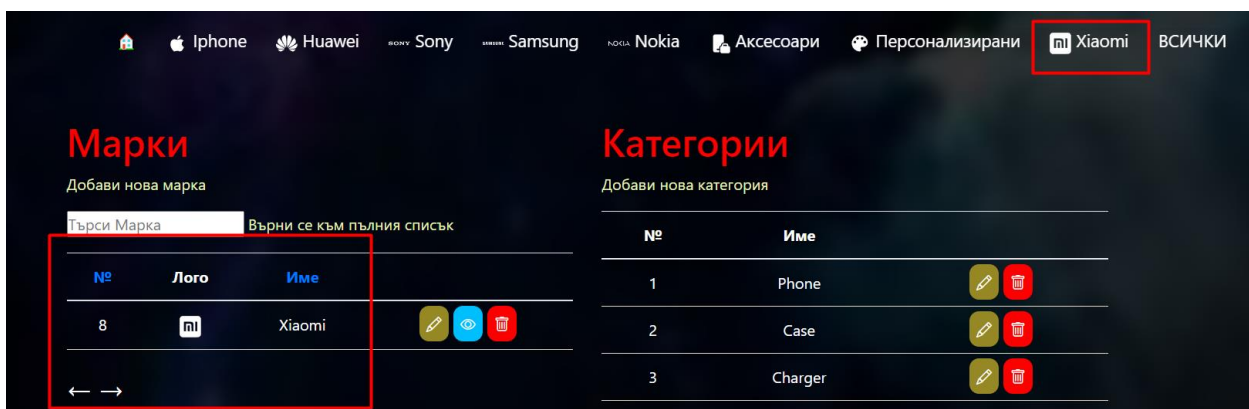 Iphone Huawei SONY Sony SAMSUNG Samsung NOKIA Nokia Аксесоари Персонализирани Xiaomi ВСИЧКИ
Марки
Добави нова марка
Търси Марка Върни се към пълния списък
№ Лого Име
8 Xiaomi
← →
Категории
Добави нова категория
№ Име
1 Phone
2 Case
3 Charger